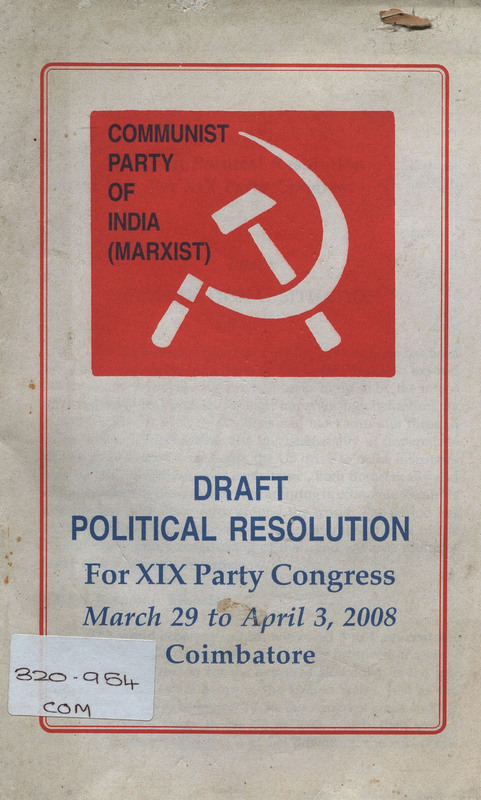 COMMUNIST
PARTY
OF
INDIA
(MARXIST)
DRAFT
POLITICAL RESOLUTION
For XIX Party Congress
March 29 to April 3, 2008
Coimbatore
320-954
COM